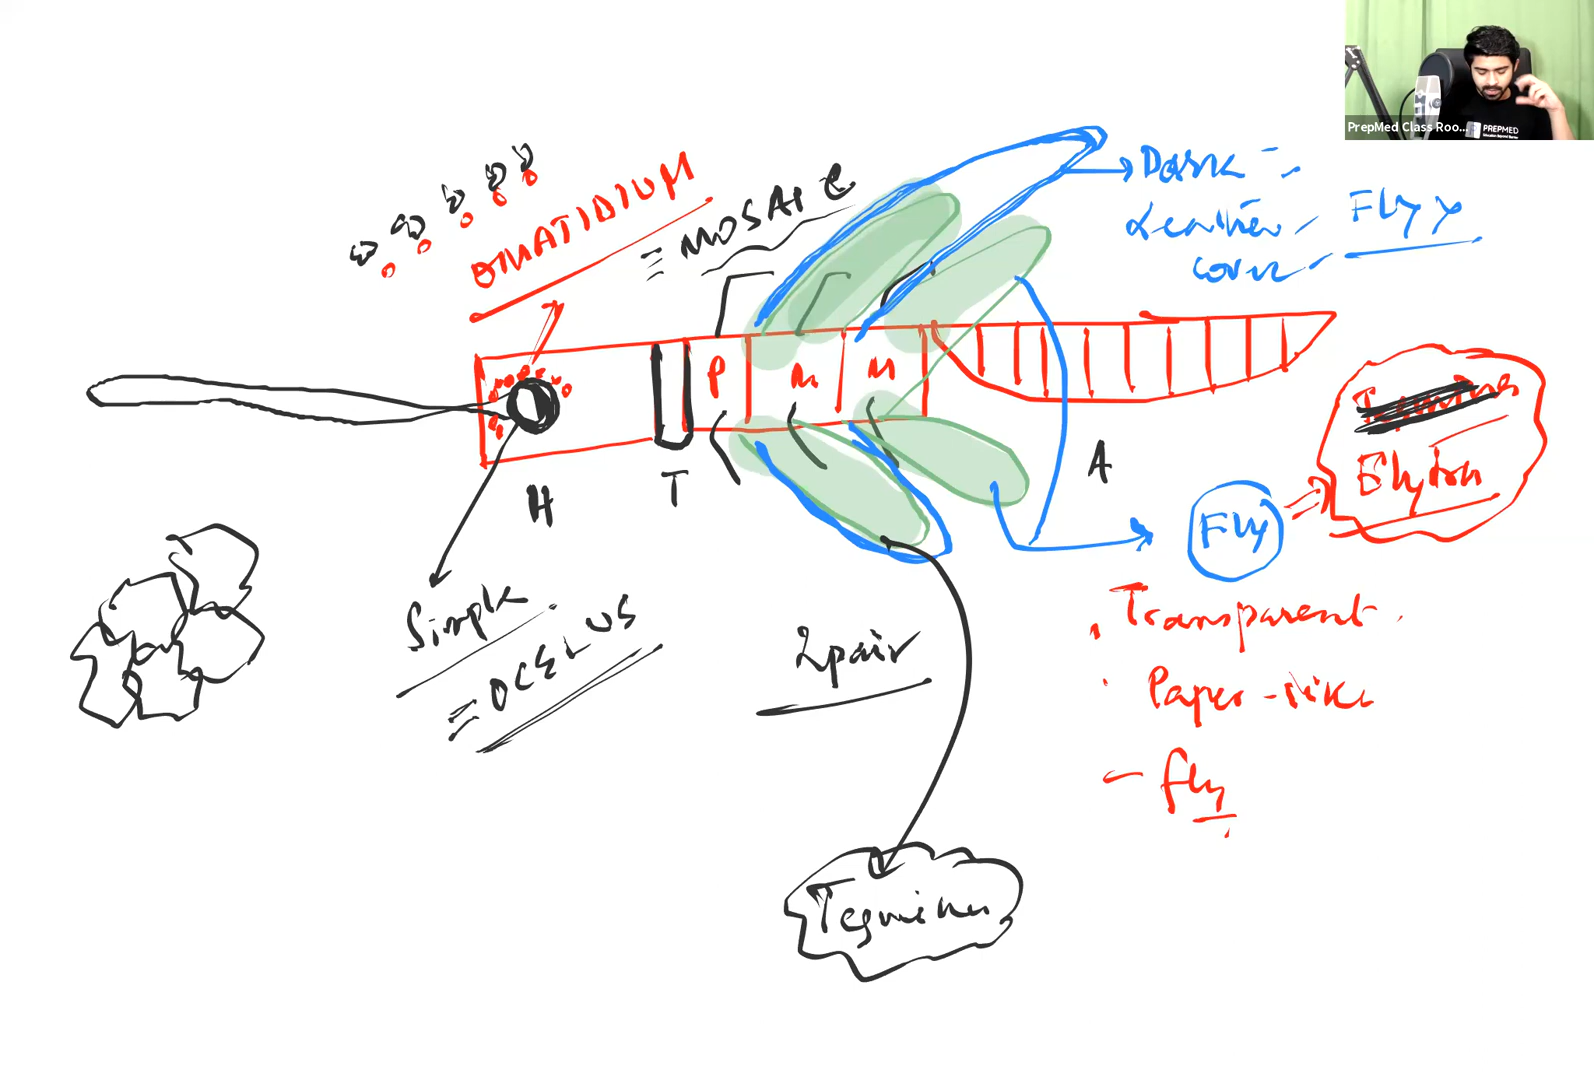 OMATIDIUM
≡ MOSAIC
Dark -
Leather
cover
Fly x
P
m
m
H
T
A
Elytra
Fly
Simple
= OCELUS
2 pair
Transparent
Paper-like
- fly
Tegmina
PrepMed Class Roo...
PREPMED